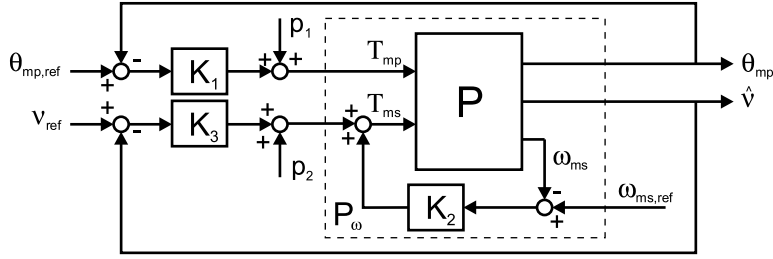 p₁
θmp,ref - K₁ + + Tmp P θmp
+
νref + K₃ + + Tms ν̂
- + +
p₂ ωms
Pω K₂ - ωms,ref
+